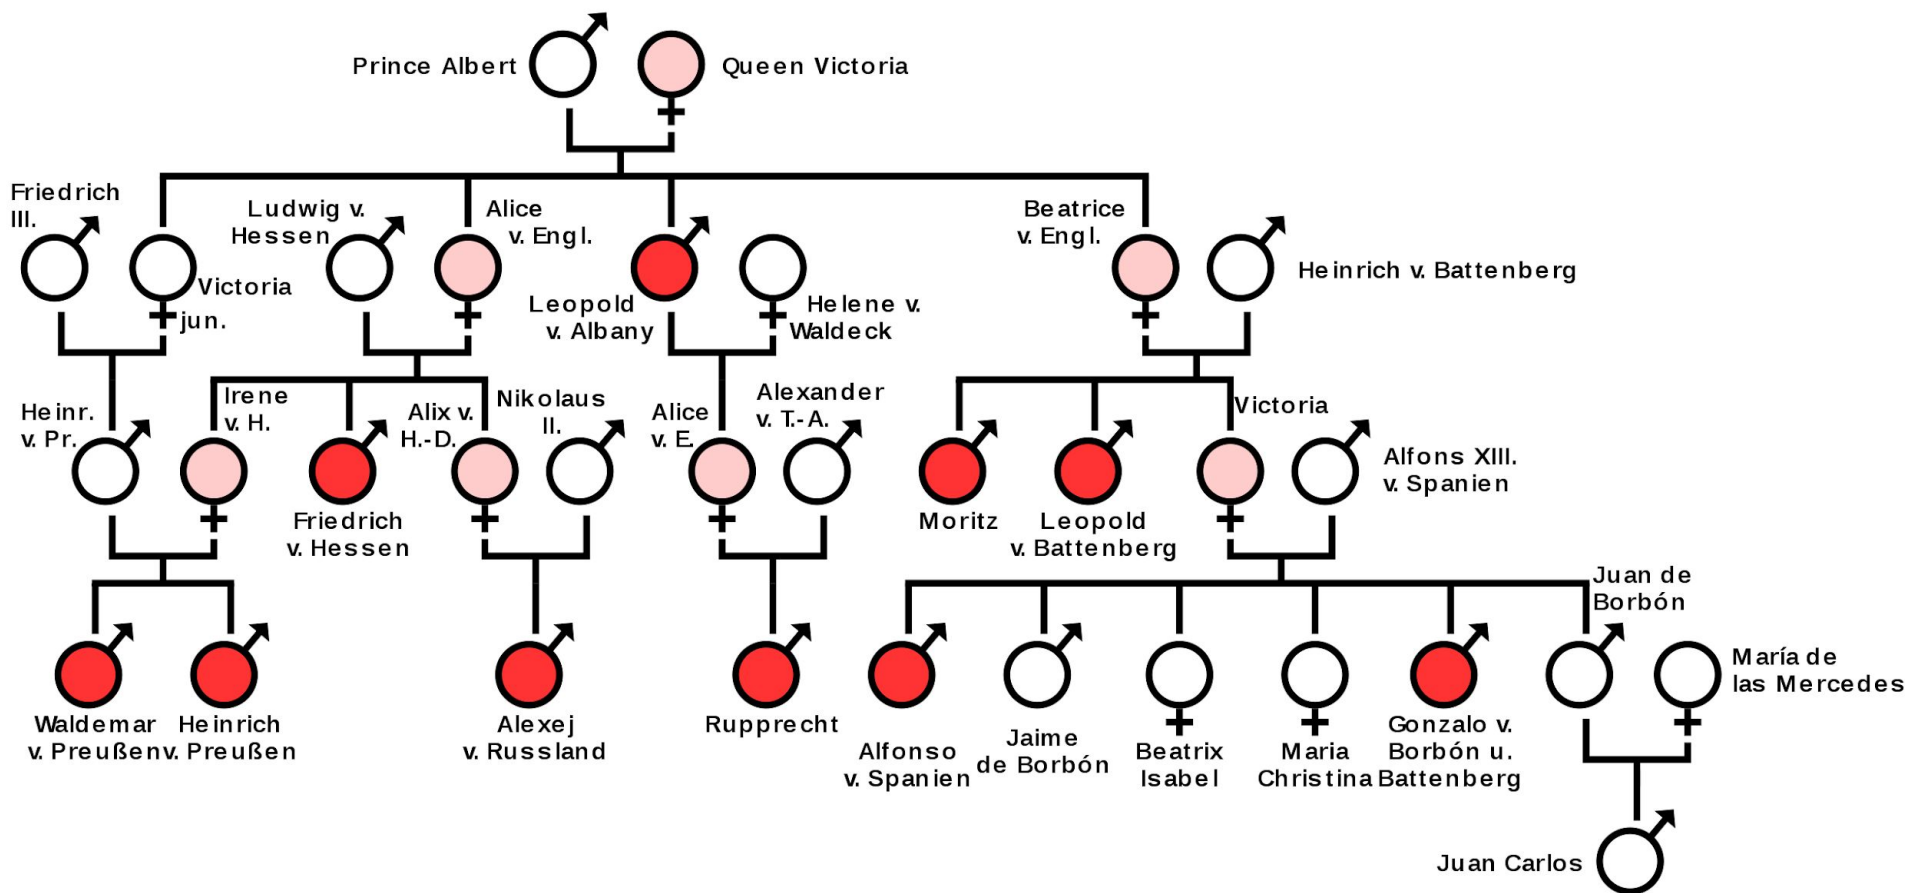 Prince Albert
Queen Victoria
Friedrich
III.
Victoria
jun.
Ludwig v.
Hessen
Alice
v. Engl.
Leopold
v. Albany
Helene v.
Waldeck
Beatrice
v. Engl.
Heinrich v. Battenberg
Heinr.
v. Pr.
Irene
v. H.
Friedrich
v. Hessen
Alix v.
H.-D.
Nikolaus
II.
Alice
v. E.
Alexander
v. T.-A.
Moritz
Leopold
v. Battenberg
Victoria
Alfons XIII.
v. Spanien
Waldemar
v. Preußen
Heinrich
v. Preußen
Alexej
v. Russland
Rupprecht
Alfonso
v. Spanien
Jaime
de Borbón
Beatrix
Isabel
Maria
Christina
Gonzalo v.
Borbón u.
Battenberg
Juan de
Borbón
María de
las Mercedes
Juan Carlos